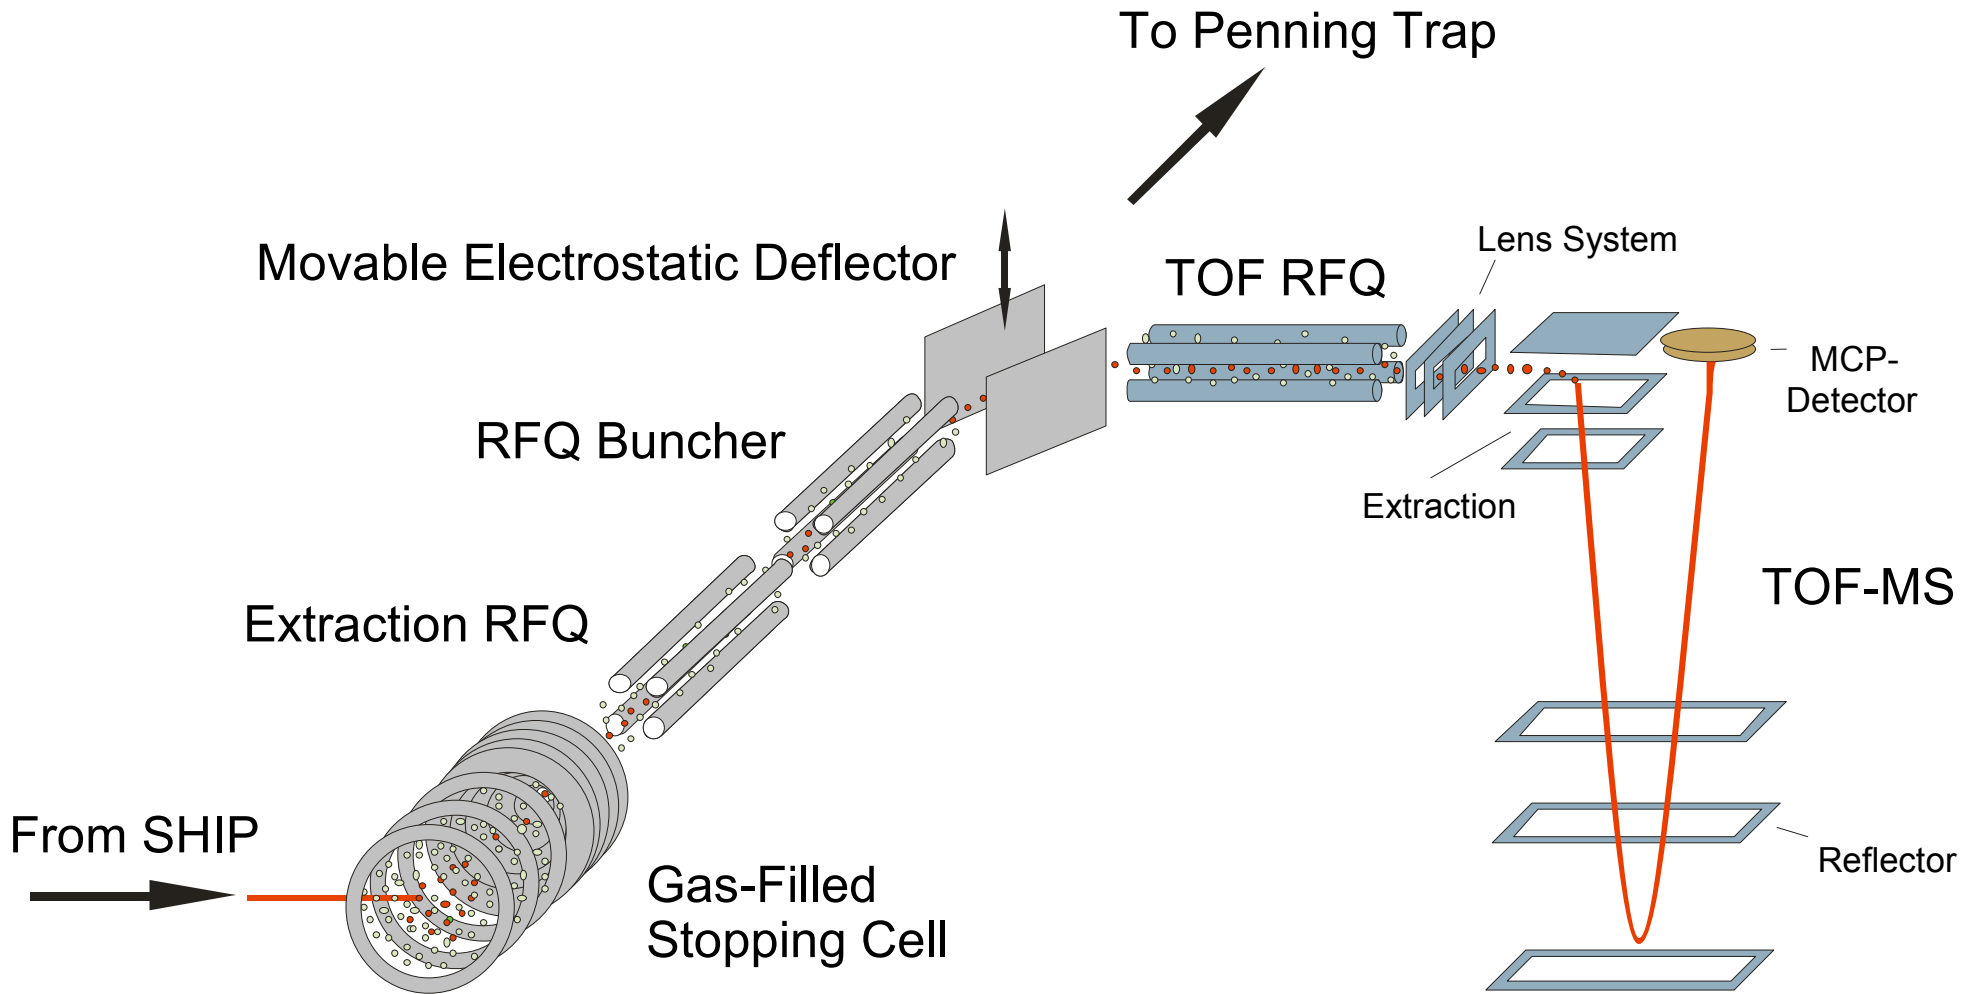 To Penning Trap
Movable Electrostatic Deflector
Lens System
TOF RFQ
MCP-
Detector
RFQ Buncher
Extraction
TOF-MS
Extraction RFQ
From SHIP
Reflector
Gas-Filled
Stopping Cell